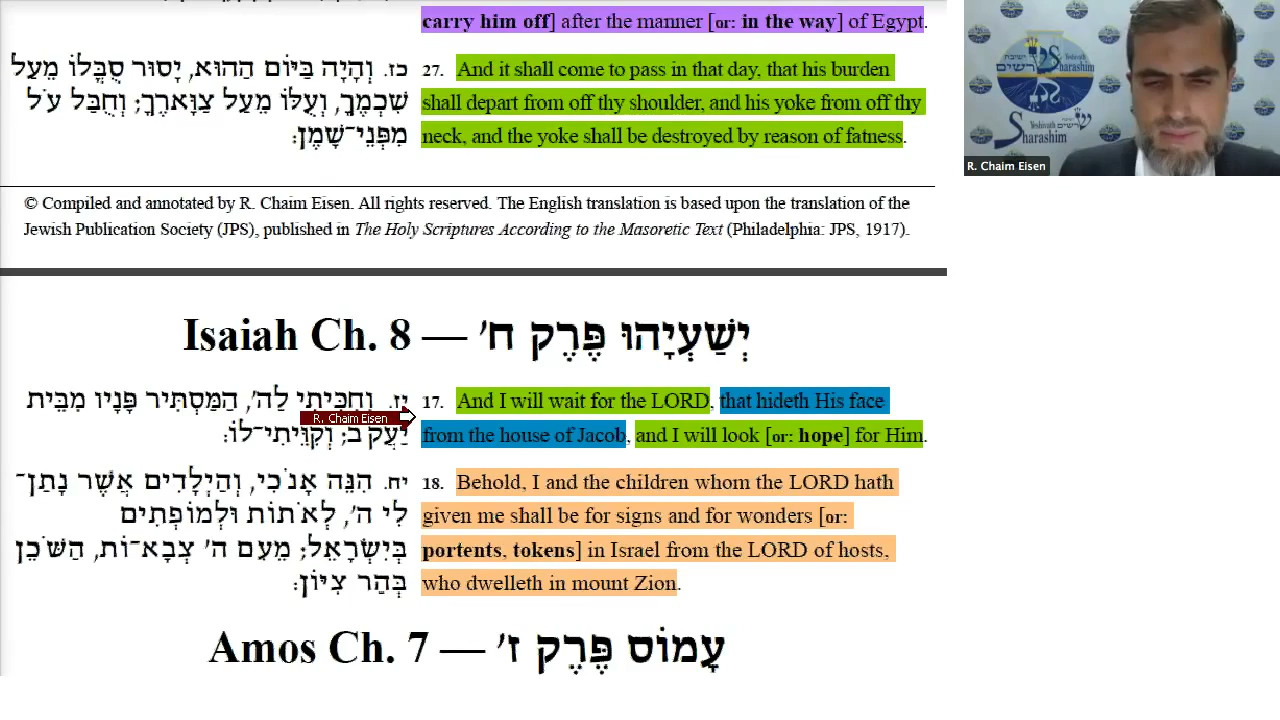 carry him off] after the manner [or: in the way] of Egypt.
כז. וְהָיָה בַּיּוֹם הַהוּא, יָסוּר סֻבֳּלוֹ מֵעַל
שִׁכְמֶךָ, וְעֻלּוֹ מֵעַל צַוָּארֶךָ; וְחֻבַּל עֹל
מִפְּנֵי־שָׁמֶן:
27. And it shall come to pass in that day, that his burden
shall depart from off thy shoulder, and his yoke from off thy
neck, and the yoke shall be destroyed by reason of fatness.
© Compiled and annotated by R. Chaim Eisen. All rights reserved. The English translation is based upon the translation of the
Jewish Publication Society (JPS), published in The Holy Scriptures According to the Masoretic Text (Philadelphia: JPS, 1917).
Isaiah Ch. 8 — יְשַׁעְיָהוּ פֶּרֶק ח׳
יז. וְחִכִּיתִי לַה׳, הַמַּסְתִּיר פָּנָיו מִבֵּית
יַעֲקֹב; וְקִוֵּיתִי־לוֹ:
R. Chaim Eisen
17. And I will wait for the LORD, that hideth His face
from the house of Jacob, and I will look [or: hope] for Him.
יח. הִנֵּה אָנֹכִי, וְהַיְלָדִים אֲשֶׁר נָתַן־
לִי ה׳, לְאֹתוֹת וּלְמוֹפְתִים
בְּיִשְׂרָאֵל; מֵעִם ה׳ צְבָא־וֹת, הַשֹּׁכֵן
בְּהַר צִיּוֹן:
18. Behold, I and the children whom the LORD hath
given me shall be for signs and for wonders [or:
portents, tokens] in Israel from the LORD of hosts,
who dwelleth in mount Zion.
Amos Ch. 7 — עָמוֹס פֶּרֶק ז׳
Yeshivath
Sharashim
R. Chaim Eisen